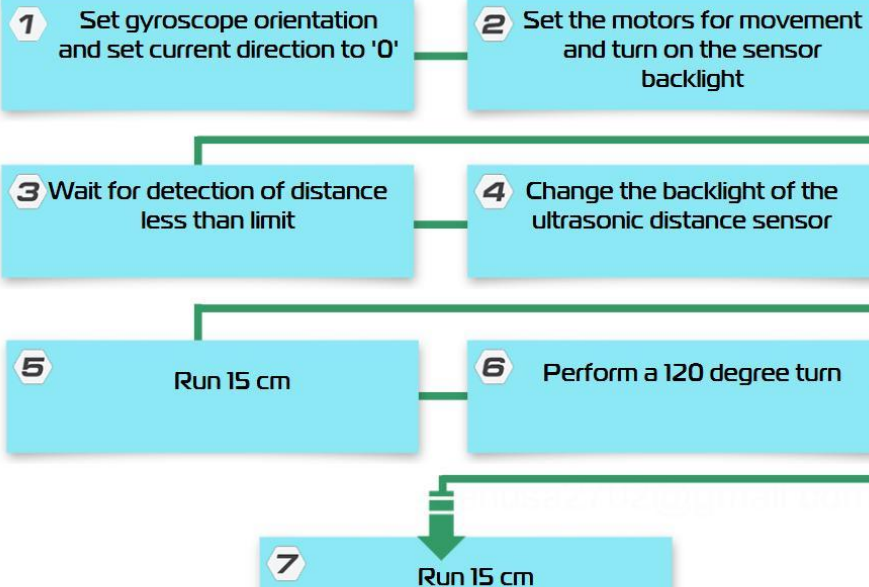 1 Set gyroscope orientation
and set current direction to '0'
2 Set the motors for movement
and turn on the sensor
backlight
3 Wait for detection of distance
less than limit
4 Change the backlight of the
ultrasonic distance sensor
5 Run 15 cm
6 Perform a 120 degree turn
7 Run 15 cm